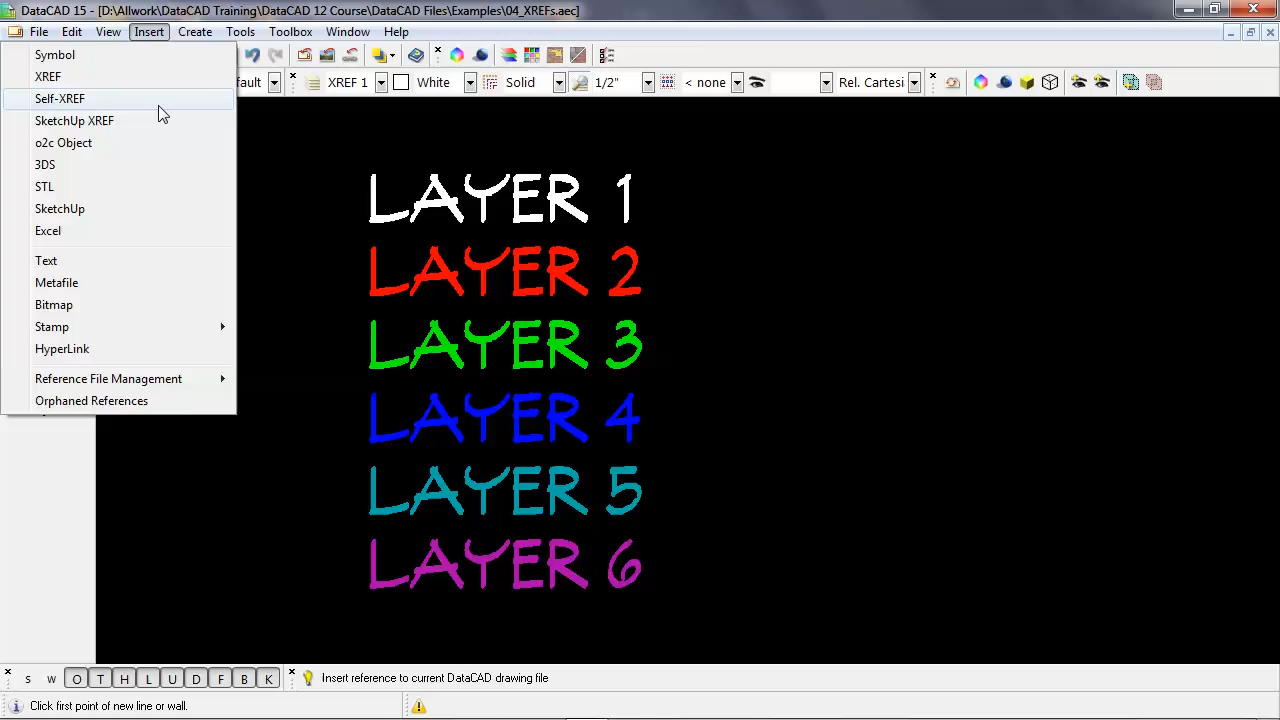 DataCAD 15 - [D:\Allwork\DataCAD Training\DataCAD 12 Course\DataCAD Files\Examples\04_XREFs.aec]
File Edit View Insert Create Tools Toolbox Window Help
Symbol
XREF
Self-XREF
SketchUp XREF
o2c Object
3DS
STL
SketchUp
Excel
Text
Metafile
Bitmap
Stamp
HyperLink
Reference File Management
Orphaned References
ault XREF 1 White Solid 1/2" < none Rel. Cartesi
LAYER 1
LAYER 2
LAYER 3
LAYER 4
LAYER 5
LAYER 6
S W O T H L U D F B K Insert reference to current DataCAD drawing file
Click first point of new line or wall.